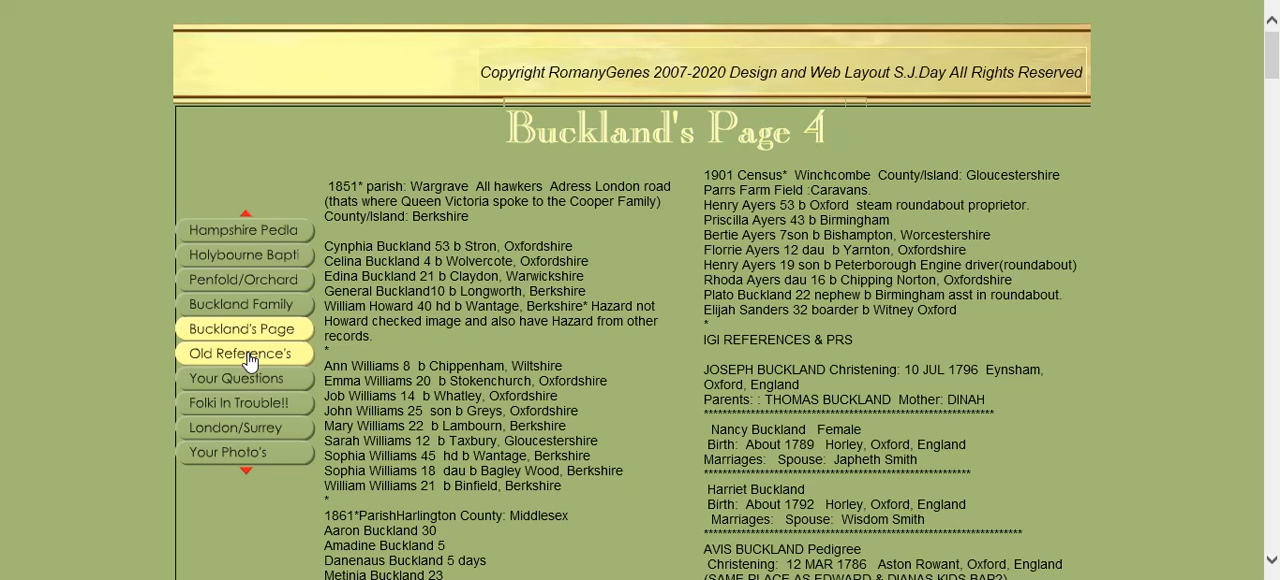 Copyright RomanyGenes 2007-2020 Design and Web Layout S.J.Day All Rights Reserved
Buckland's Page 4
Hampshire Pedla
Holybourne Bapti
Penfold/Orchard
Buckland Family
Buckland's Page
Old Reference's
Your Questions
Folki In Trouble!!
London/Surrey
Your Photo's
1851* parish: Wargrave  All hawkers  Adress London road
(thats where Queen Victoria spoke to the Cooper Family)
County/Island: Berkshire
Cynphia Buckland 53 b Stron, Oxfordshire
Celina Buckland 4 b Wolvercote, Oxfordshire
Edina Buckland 21 b Claydon, Warwickshire
General Buckland10 b Longworth, Berkshire
William Howard 40 hd b Wantage, Berkshire* Hazard not
Howard checked image and also have Hazard from other
records.
*
Ann Williams 8  b Chippenham, Wiltshire
Emma Williams 20  b Stokenchurch, Oxfordshire
Job Williams 14  b Whatley, Oxfordshire
John Williams 25  son b Greys, Oxfordshire
Mary Williams 22  b Lambourn, Berkshire
Sarah Williams 12  b Taxbury, Gloucestershire
Sophia Williams 45  hd b Wantage, Berkshire
Sophia Williams 18  dau b Bagley Wood, Berkshire
William Williams 21  b Binfield, Berkshire
*
1861*ParishHarlington County: Middlesex
Aaron Buckland 30
Amadine Buckland 5
Danenaus Buckland 5 days
Metinia Buckland 23
1901 Census*  Winchcombe  County/Island: Gloucestershire
Parrs Farm Field :Caravans.
Henry Ayers 53 b Oxford  steam roundabout proprietor.
Priscilla Ayers 43 b Birmingham
Bertie Ayers 7son b Bishampton, Worcestershire
Florrie Ayers 12 dau  b Yarnton, Oxfordshire
Henry Ayers 19 son b Peterborough Engine driver(roundabout)
Rhoda Ayers dau 16 b Chipping Norton, Oxfordshire
Plato Buckland 22 nephew b Birmingham asst in roundabout.
Elijah Sanders 32 boarder b Witney Oxford
*
IGI REFERENCES & PRS
JOSEPH BUCKLAND Christening: 10 JUL 1796  Eynsham,
Oxford, England
Parents: : THOMAS BUCKLAND  Mother: DINAH
**************************************************************
Nancy Buckland   Female
Birth:  About 1789   Horley, Oxford, England
Marriages:   Spouse:  Japheth Smith
*********************************************************
Harriet Buckland
Birth:  About 1792   Horley, Oxford, England
Marriages:   Spouse:  Wisdom Smith
********************************************************************
AVIS BUCKLAND Pedigree
Christening:  12 MAR 1786   Aston Rowant, Oxford, England
(SAME PLACE AS EDWARD & DIANAS KIDS BAP?)